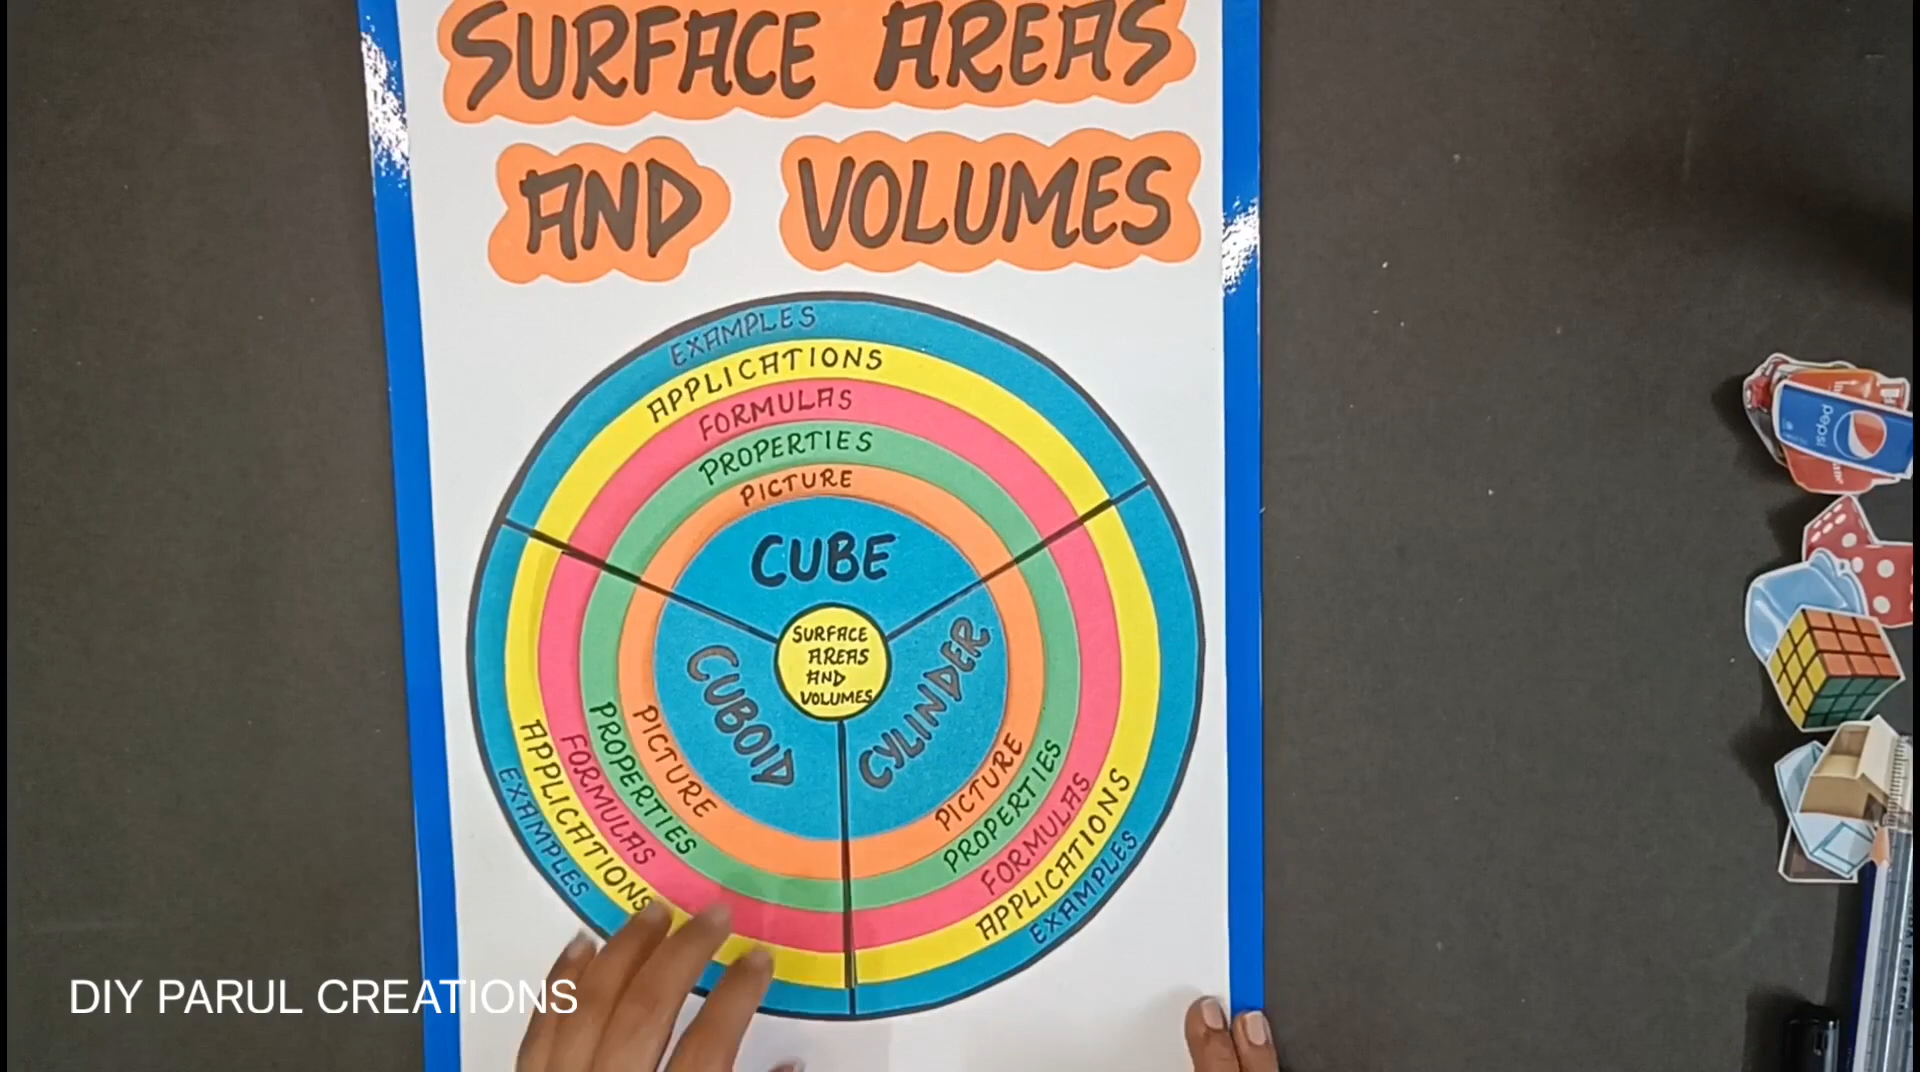 SURFACE AREAS
AND VOLUMES
EXAMPLES
APPLICATIONS
FORMULAS
PROPERTIES
PICTURE
CUBE
SURFACE
AREAS
AND
VOLUMES
CUBOID
PICTURE
PROPERTIES
FORMULAS
APPLICATIONS
EXAMPLES
CYLINDER
PICTURE
PROPERTIES
FORMULAS
APPLICATIONS
EXAMPLES
pepsi
DIY PARUL CREATIONS